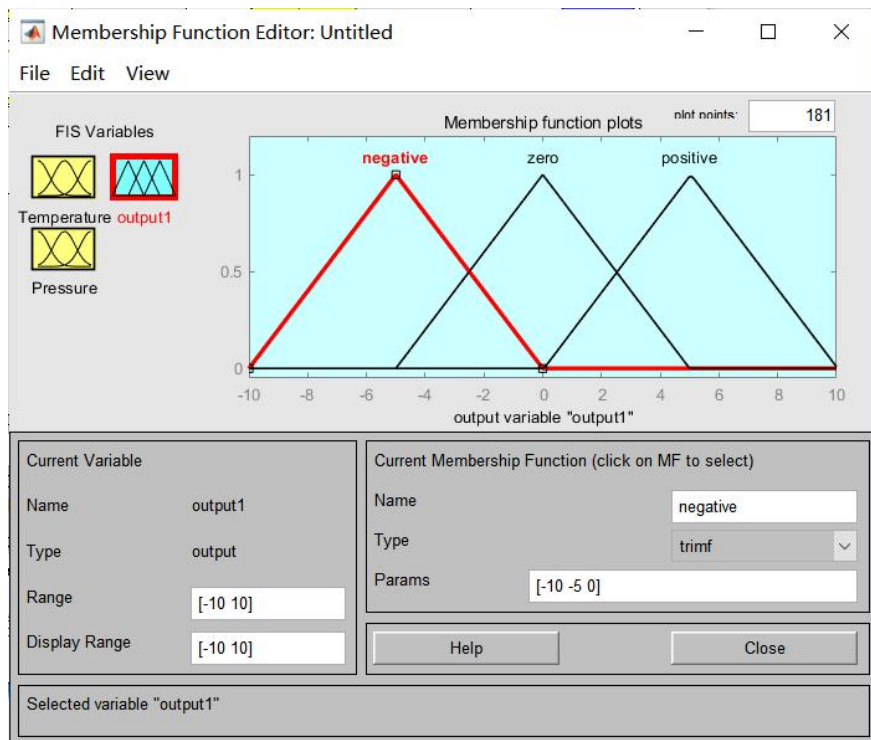 Membership Function Editor: Untitled
File Edit View
FIS Variables
Temperature output1
Pressure
Membership function plots
plot points: 181
negative zero positive
1
0.5
0
-10 -8 -6 -4 -2 0 2 4 6 8 10
output variable "output1"
Current Variable
Name output1
Type output
Range [-10 10]
Display Range [-10 10]
Current Membership Function (click on MF to select)
Name negative
Type trimf
Params [-10 -5 0]
Help Close
Selected variable "output1"